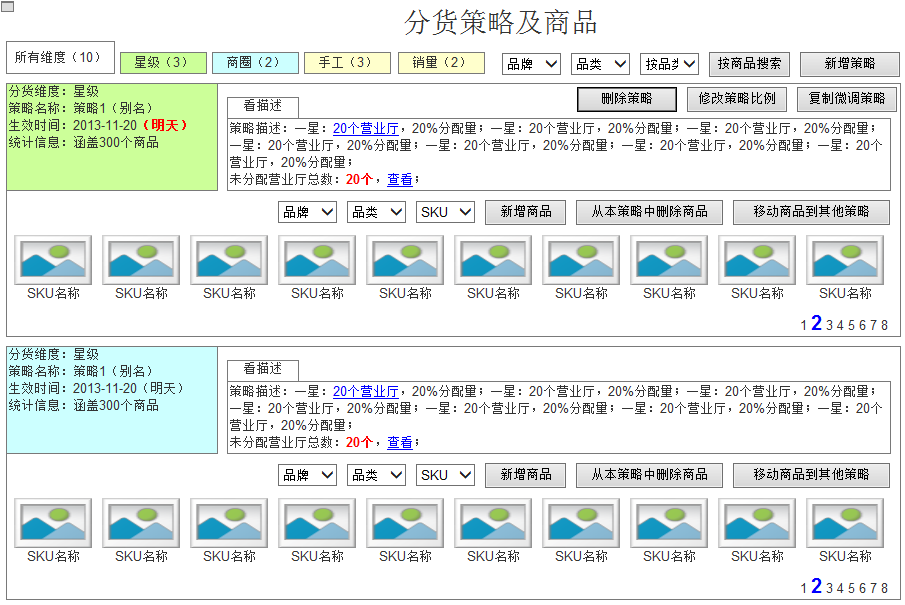 分货策略及商品
所有维度（10） 星级（3） 商圈（2） 手工（3） 销量（2） 品牌 品类 按品类 按商品搜索 新增策略
分货维度：星级
策略名称：策略1（别名）
生效时间：2013-11-20（明天）
统计信息：涵盖300个商品
删除策略 修改策略比例 复制微调策略
看描述
策略描述：一星：20个营业厅，20%分配量；一星：20个营业厅，20%分配量；一星：20个营业厅，20%分配量；
一星：20个营业厅，20%分配量；一星：20个营业厅，20%分配量；一星：20个营业厅，20%分配量；一星：20个
营业厅，20%分配量；
未分配营业厅总数：20个，查看；
品牌 品类 SKU 新增商品 从本策略中删除商品 移动商品到其他策略
SKU名称 SKU名称 SKU名称 SKU名称 SKU名称 SKU名称 SKU名称 SKU名称 SKU名称 SKU名称
1 2 3 4 5 6 7 8
分货维度：星级
策略名称：策略1（别名）
生效时间：2013-11-20（明天）
统计信息：涵盖300个商品
看描述
策略描述：一星：20个营业厅，20%分配量；一星：20个营业厅，20%分配量；一星：20个营业厅，20%分配量；
一星：20个营业厅，20%分配量；一星：20个营业厅，20%分配量；一星：20个营业厅，20%分配量；一星：20个
营业厅，20%分配量；
未分配营业厅总数：20个，查看；
品牌 品类 SKU 新增商品 从本策略中删除商品 移动商品到其他策略
SKU名称 SKU名称 SKU名称 SKU名称 SKU名称 SKU名称 SKU名称 SKU名称 SKU名称 SKU名称
1 2 3 4 5 6 7 8